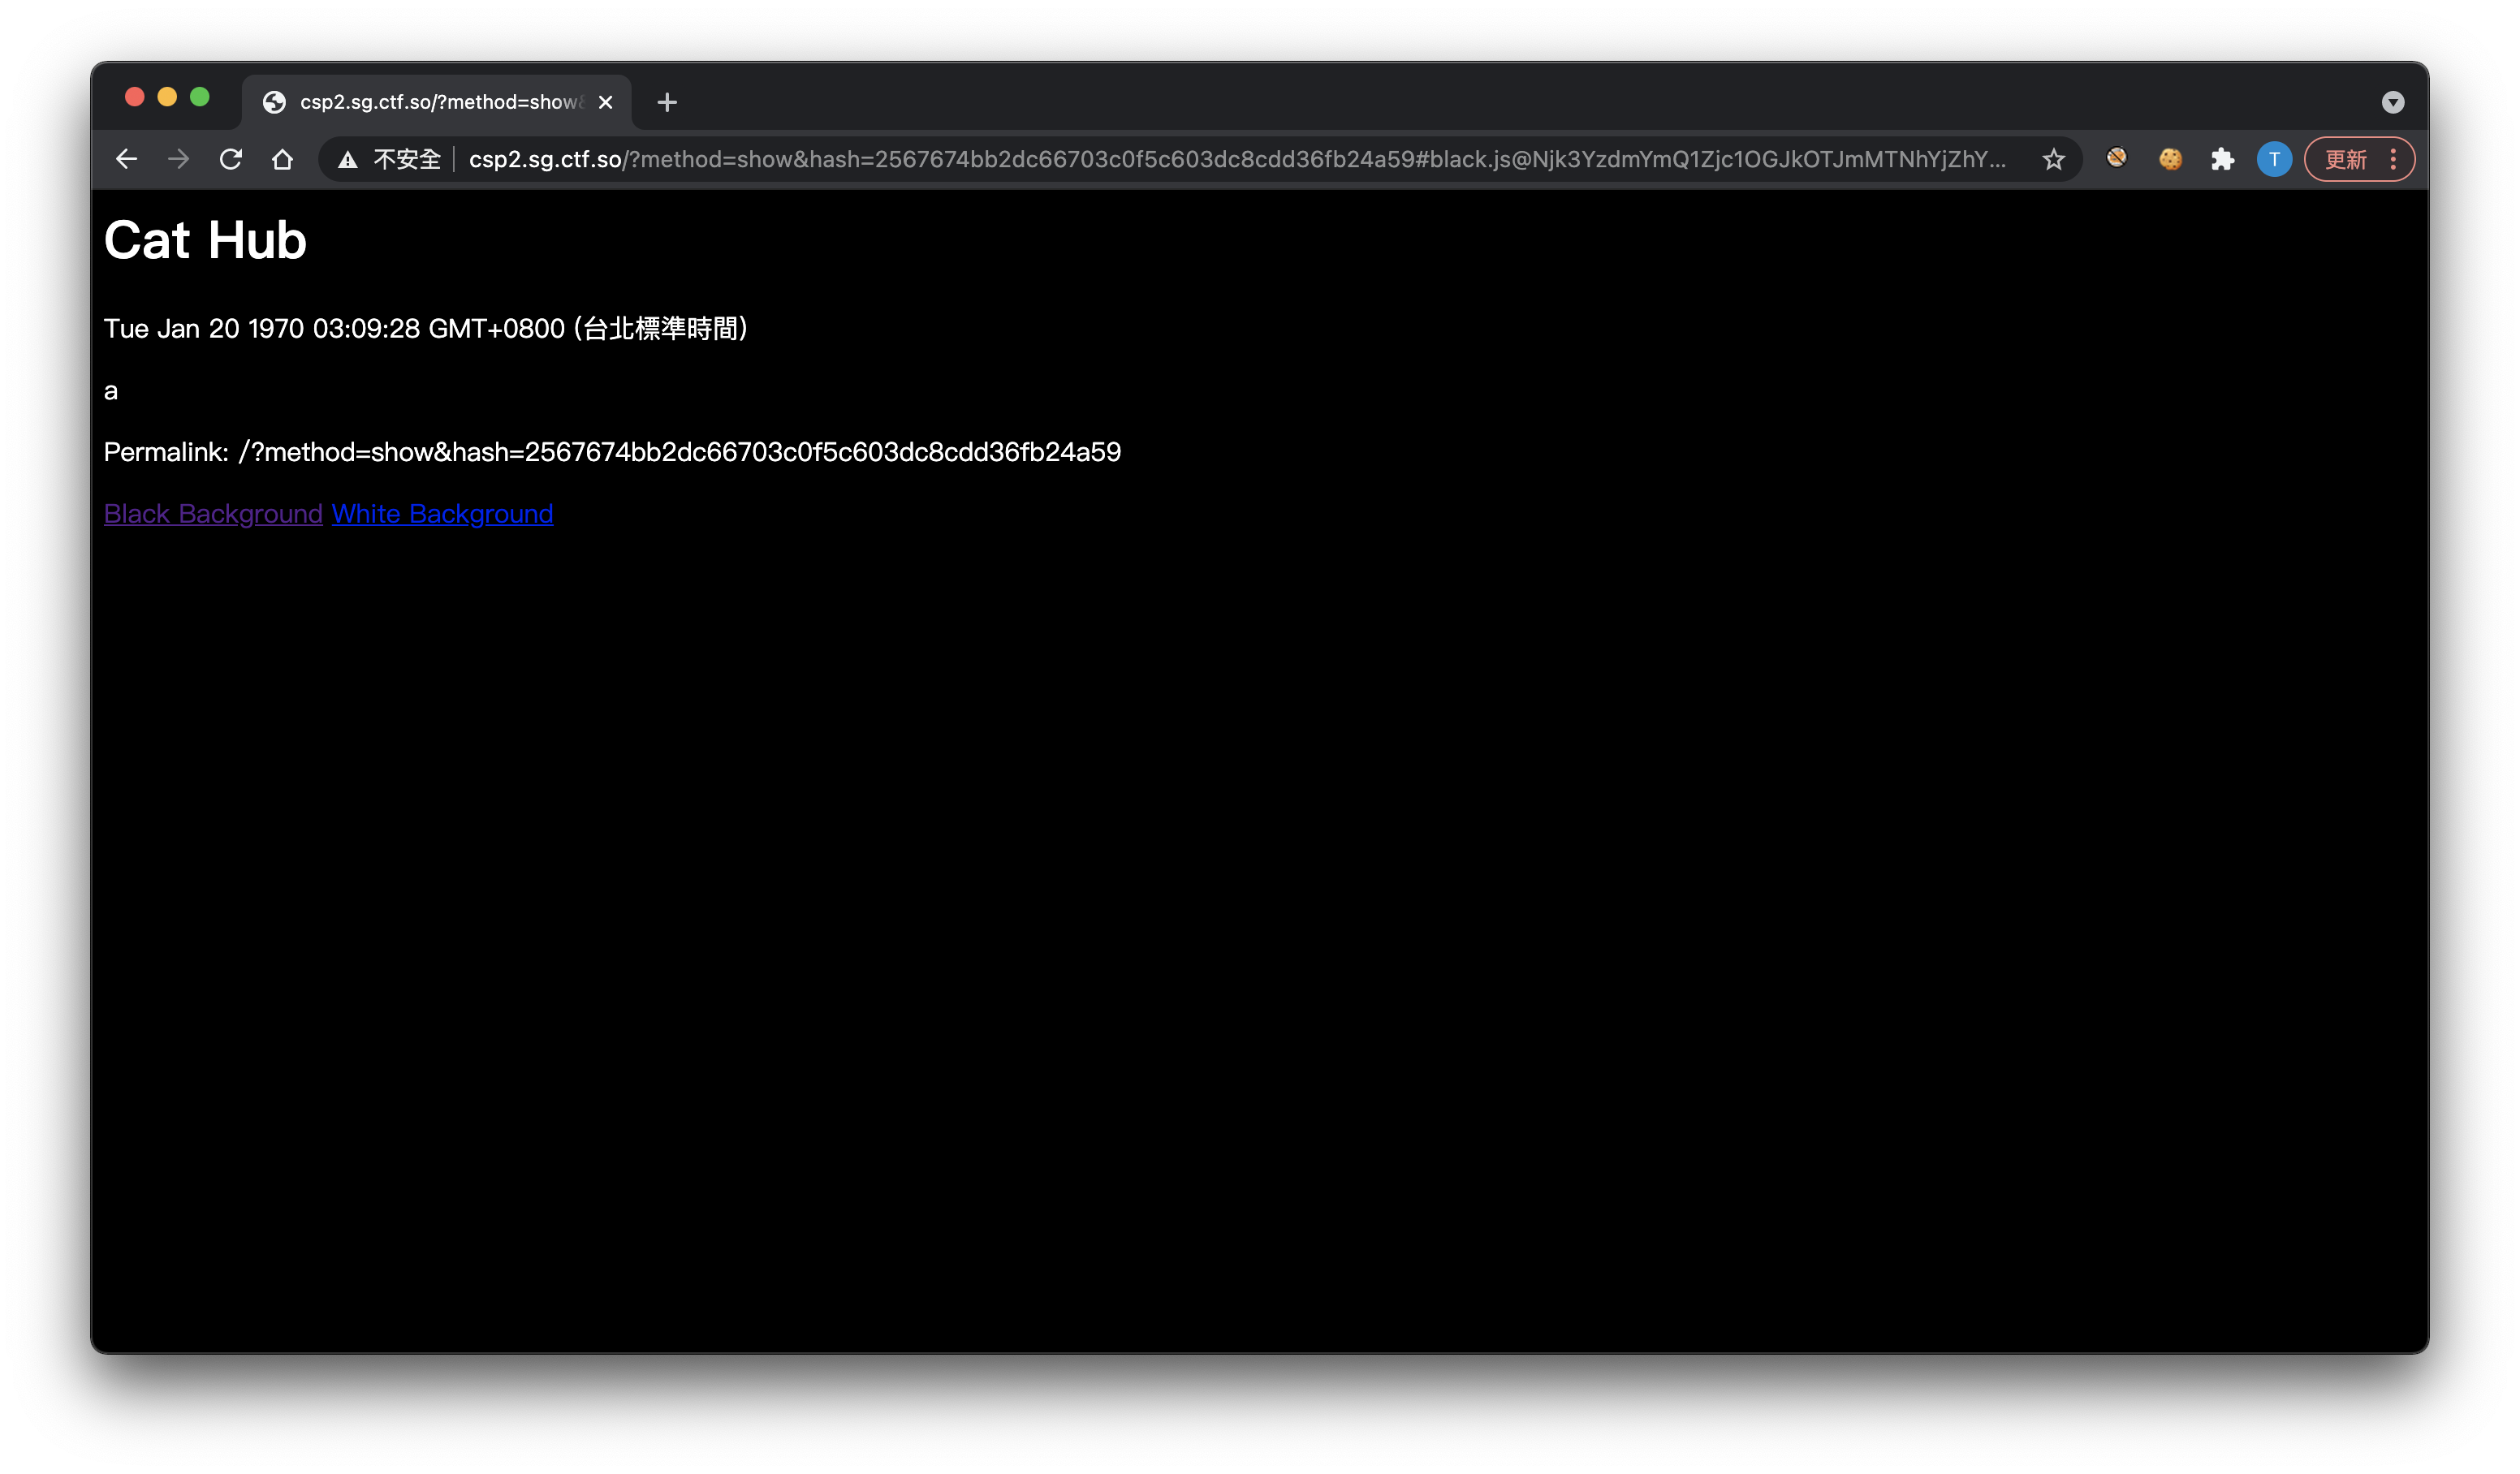 csp2.sg.ctf.so/?method=show&
不安全 csp2.sg.ctf.so/?method=show&hash=2567674bb2dc66703c0f5c603dc8cdd36fb24a59#black.js@Njk3YzdmYmQ1Zjc1OGJkOTJmMTNhYjZhY... T 更新
Cat Hub
Tue Jan 20 1970 03:09:28 GMT+0800 (台北標準時間)
a
Permalink: /?method=show&hash=2567674bb2dc66703c0f5c603dc8cdd36fb24a59
Black Background White Background